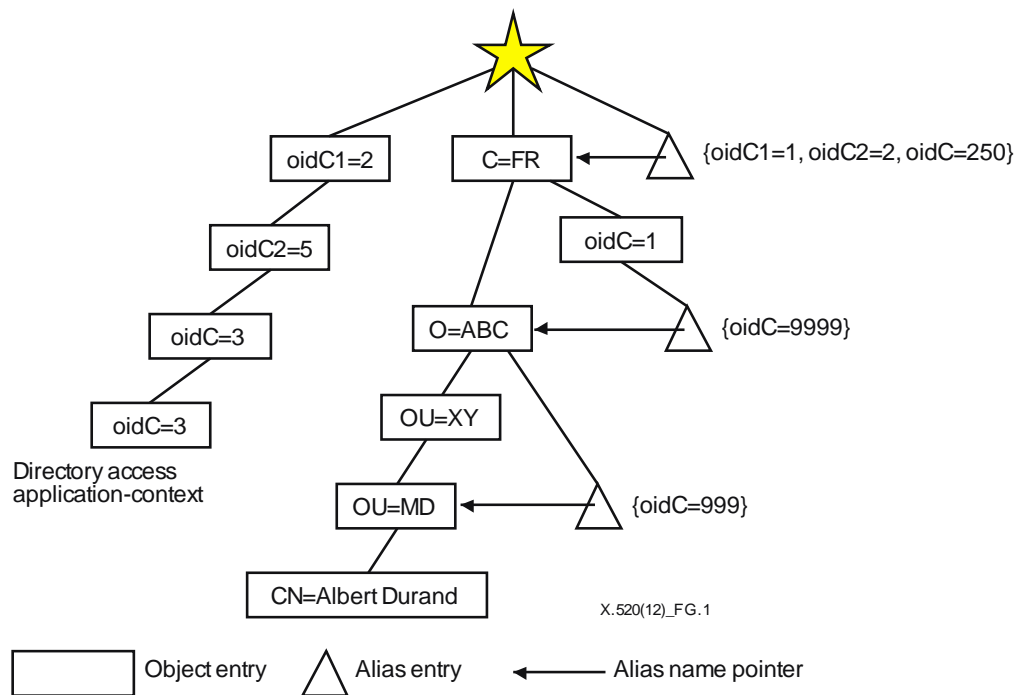 oidC1=2
C=FR
{oidC1=1, oidC2=2, oidC=250}
oidC2=5
oidC=1
oidC=3
O=ABC
{oidC=9999}
oidC=3
OU=XY
Directory access
application-context
OU=MD
{oidC=999}
CN=Albert Durand
X.520(12)_FG.1
Object entry
Alias entry
Alias name pointer